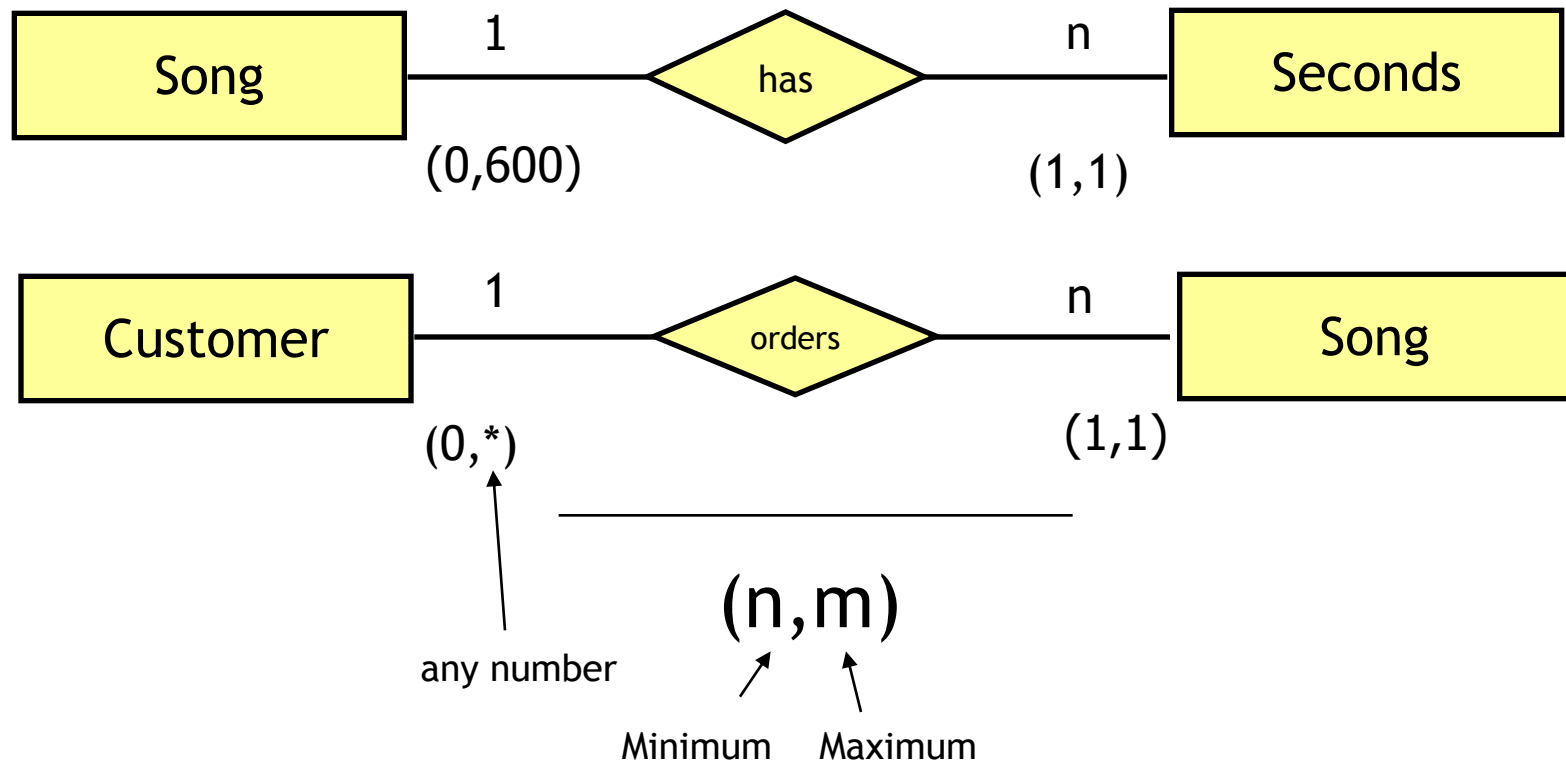 1
n
Song
has
Seconds
(0,600)
(1,1)
1
n
Customer
orders
Song
(0,*)
(1,1)
(n,m)
any number
Minimum
Maximum